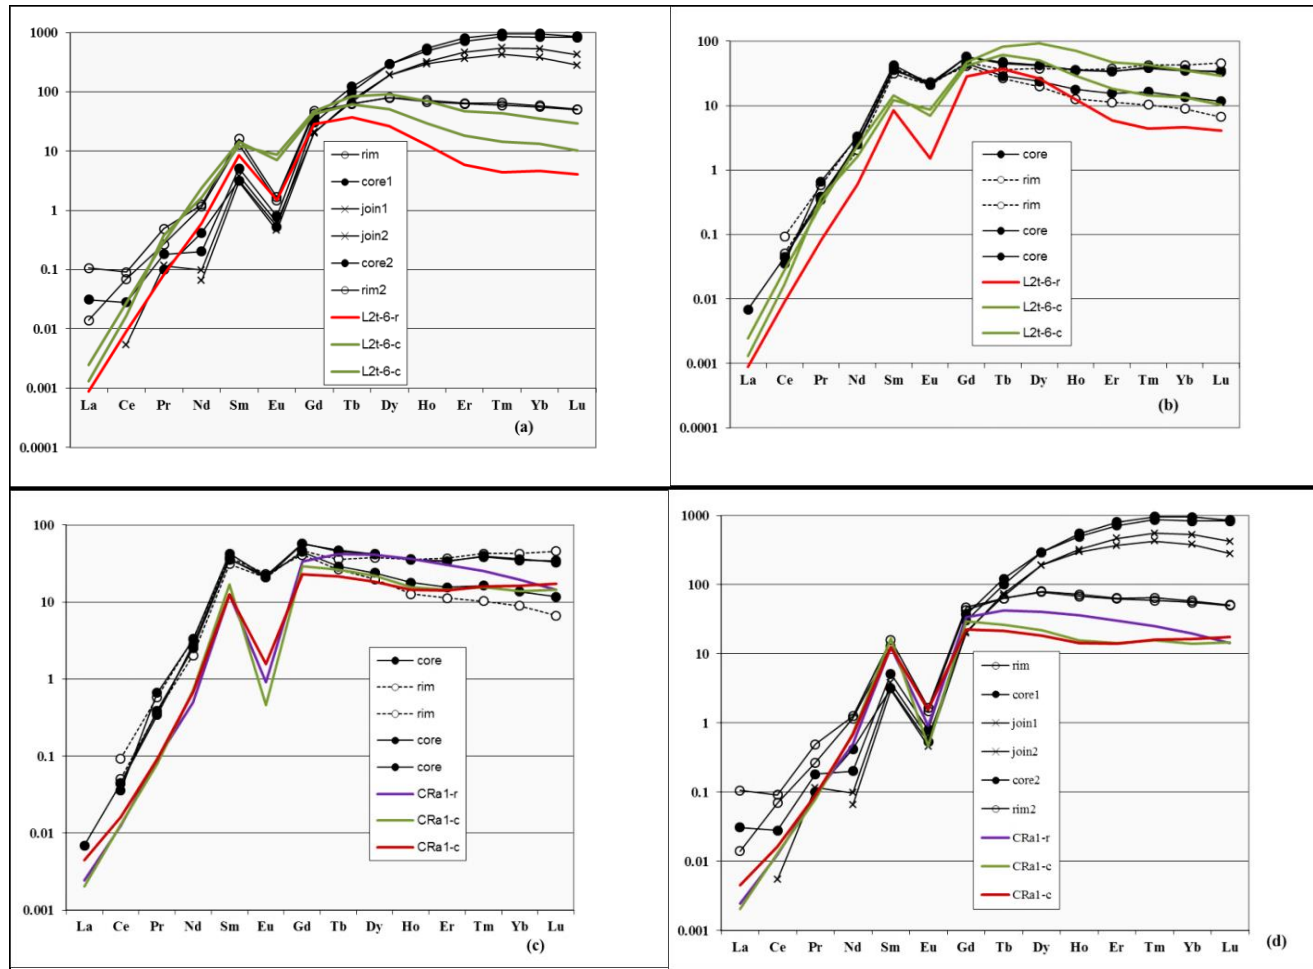 1000
100
10
1
0.1
0.01
0.001
0.0001
La Ce Pr Nd Sm Eu Gd Tb Dy Ho Er Tm Yb Lu
rim
core1
join1
join2
core2
rim2
L2t-6-r
L2t-6-c
L2t-6-c
(a)
100
10
1
0.1
0.01
0.001
0.0001
La Ce Pr Nd Sm Eu Gd Tb Dy Ho Er Tm Yb Lu
core
rim
rim
core
core
L2t-6-r
L2t-6-c
L2t-6-c
(b)
100
10
1
0.1
0.01
0.001
La Ce Pr Nd Sm Eu Gd Tb Dy Ho Er Tm Yb Lu
core
rim
rim
core
core
CRa1-r
CRa1-c
CRa1-c
(c)
1000
100
10
1
0.1
0.01
0.001
La Ce Pr Nd Sm Eu Gd Tb Dy Ho Er Tm Yb Lu
rim
core1
join1
join2
core2
rim2
CRa1-r
CRa1-c
CRa1-c
(d)